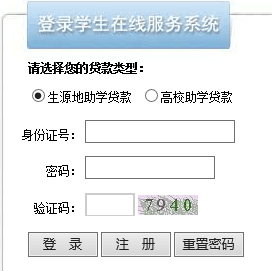 登录学生在线服务系统
请选择您的贷款类型：
生源地助学贷款 高校助学贷款
身份证号：
密码：
验证码： 7940
登 录 注 册 重置密码